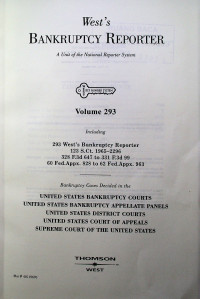 West's
BANKRUPTCY REPORTER
A Unit of the National Reporter System
Volume 293
Including
293 West's Bankruptcy Reporter
123 S.Ct. 1965–2296
328 F.3d 647 to 331 F.3d 99
60 Fed.Appx. 828 to 62 Fed.Appx. 963
Bankruptcy Cases Decided in the
UNITED STATES BANKRUPTCY COURTS
UNITED STATES BANKRUPTCY APPELLATE PANELS
UNITED STATES DISTRICT COURTS
UNITED STATES COURT OF APPEALS
SUPREME COURT OF THE UNITED STATES
THOMSON
WEST